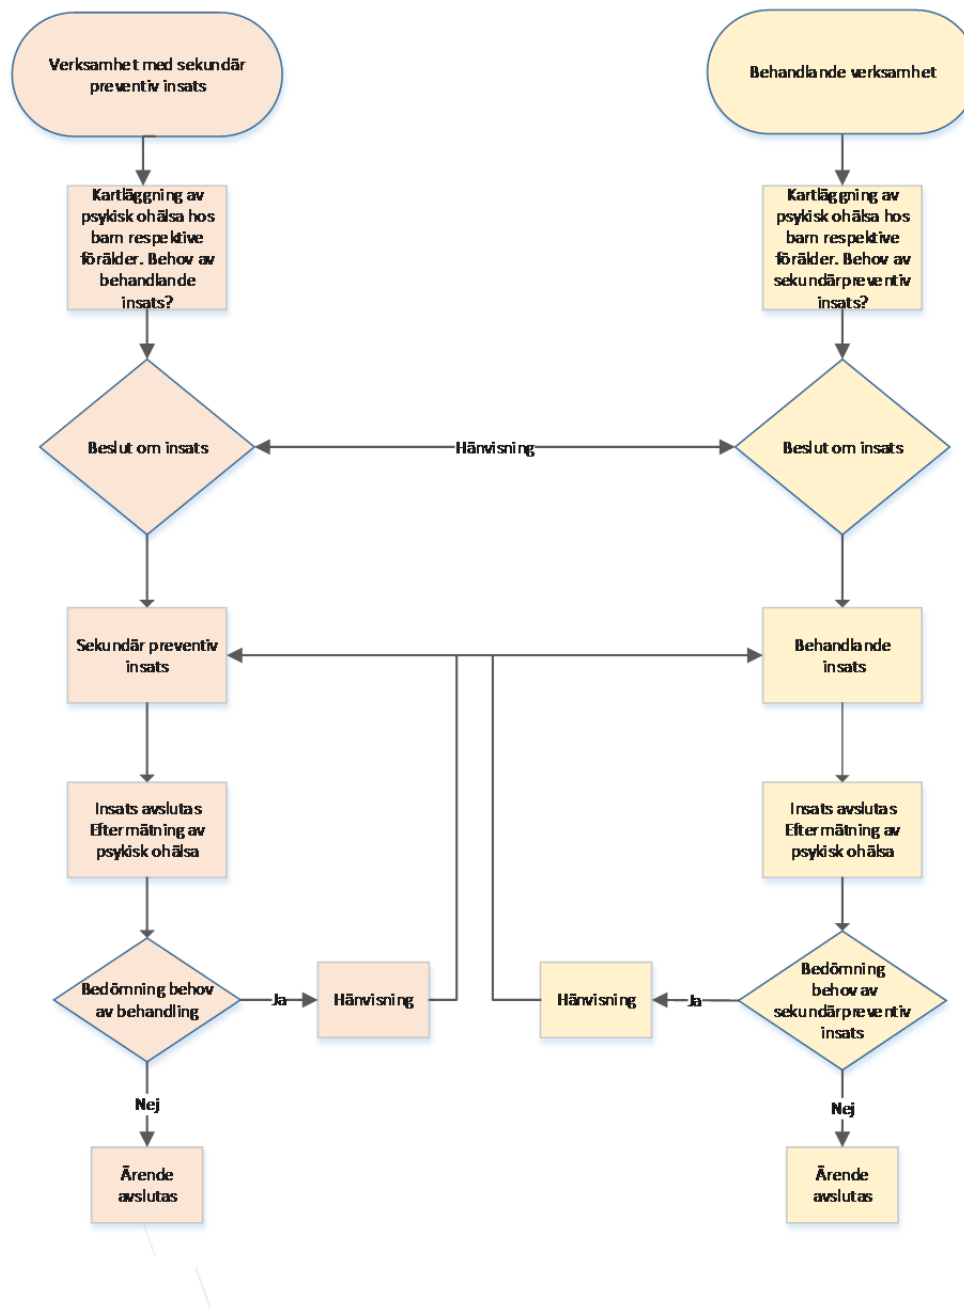 Verksamhet med sekundär
preventiv insats
Behandlande verksamhet
Kartläggning av
psykisk ohälsa hos
barn respektive
förälder. Behov av
behandlande
insats?
Kartläggning av
psykisk ohälsa hos
barn respektive
förälder. Behov av
sekundärpreventiv
insats?
Beslut om insats
Hänvisning
Beslut om insats
Sekundär preventiv
insats
Behandlande
insats
Insats avslutas
Eftermätning av
psykisk ohälsa
Insats avslutas
Eftermätning av
psykisk ohälsa
Bedömning behov
av behandling
Ja
Hänvisning
Hänvisning
Ja
Bedömning
behov av
sekundärpreventiv
insats
Nej
Nej
Ärende
avslutas
Ärende
avslutas